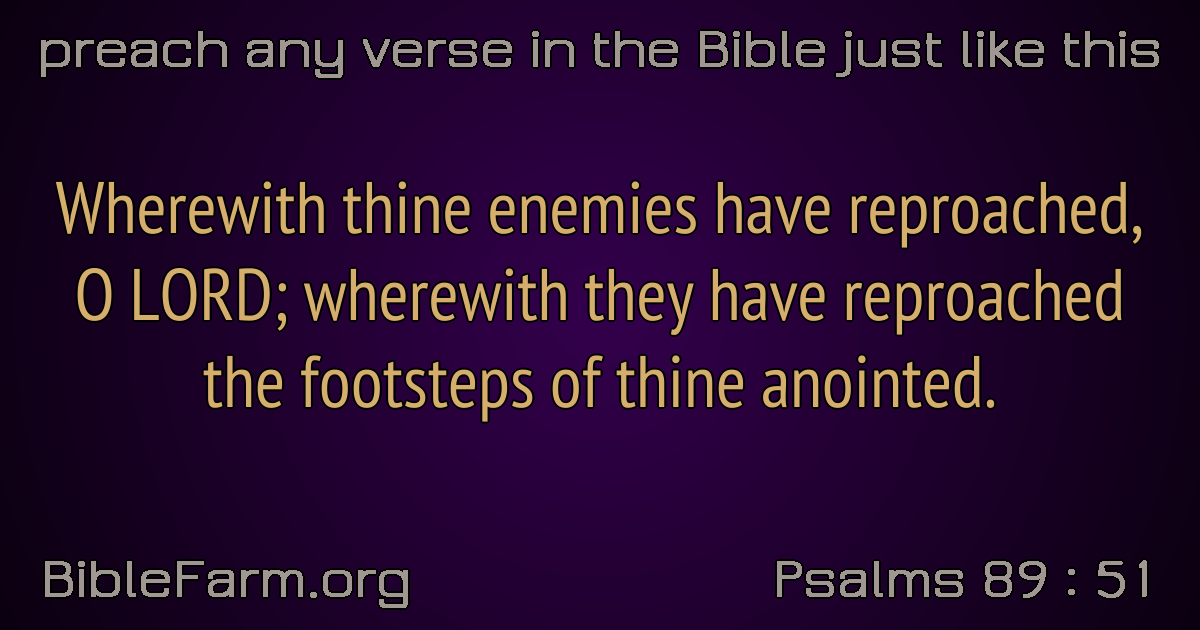 preach any verse in the Bible just like this
Wherewith thine enemies have reproached,
O LORD; wherewith they have reproached
the footsteps of thine anointed.
BibleFarm.org
Psalms 89 : 51